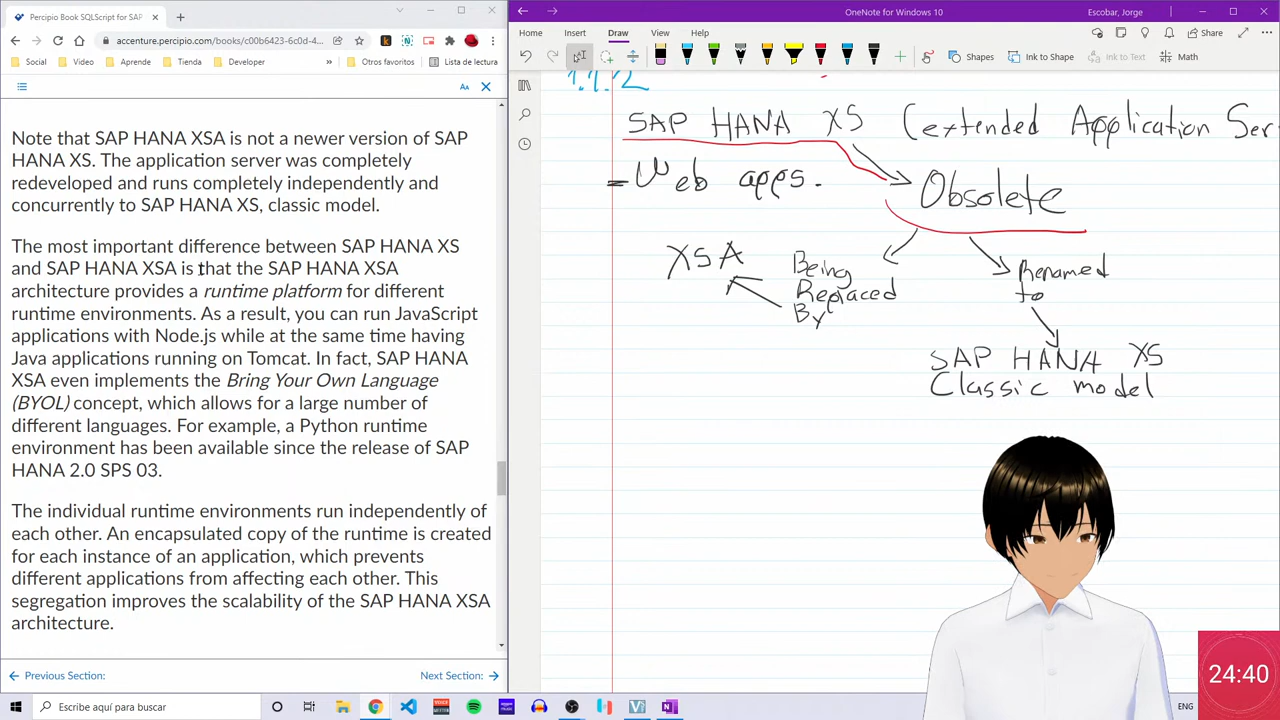 Percipio Book SQLScript for SAP
accenture.percipio.com/books/c00b6423-6c0d-4...
Social
Video
Aprende
Tienda
Developer
Otros favoritos
Lista de lectura
Note that SAP HANA XSA is not a newer version of SAP
HANA XS. The application server was completely
redeveloped and runs completely independently and
concurrently to SAP HANA XS, classic model.
The most important difference between SAP HANA XS
and SAP HANA XSA is that the SAP HANA XSA
architecture provides a runtime platform for different
runtime environments. As a result, you can run JavaScript
applications with Node.js while at the same time having
Java applications running on Tomcat. In fact, SAP HANA
XSA even implements the Bring Your Own Language
(BYOL) concept, which allows for a large number of
different languages. For example, a Python runtime
environment has been available since the release of SAP
HANA 2.0 SPS 03.
The individual runtime environments run independently of
each other. An encapsulated copy of the runtime is created
for each instance of an application, which prevents
different applications from affecting each other. This
segregation improves the scalability of the SAP HANA XSA
architecture.
Previous Section:
Next Section:
OneNote for Windows 10
Escobar, Jorge
Home
Insert
Draw
View
Help
Share
Shapes
Ink to Shape
Ink to Text
Math
1.1.2
SAP HANA XS (extended Application Ser
= Web apps.
Obsolete
XSA
Being
Replaced
By
Renamed
to
SAP HANA XS
Classic model
24:40
Escribe aquí para buscar
ENG